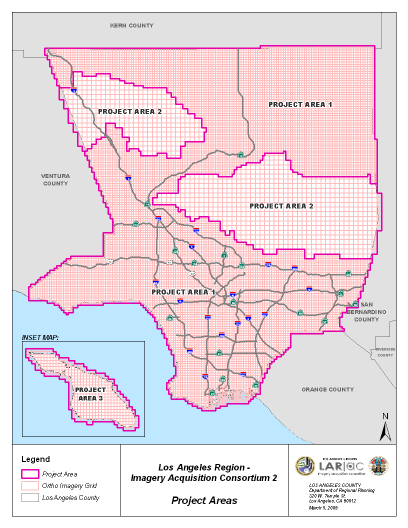 KERN COUNTY
PROJECT AREA 1
PROJECT AREA 2
VENTURA
COUNTY
PROJECT AREA 2
PROJECT AREA 1
SAN
BERNARDINO
COUNTY
RIVERSIDE
COUNTY
ORANGE COUNTY
INSET MAP:
PROJECT
AREA 3
N
Legend
Project Area
Ortho Imagery Grid
Los Angeles County
Los Angeles Region -
Imagery Acquisition Consortium 2
Project Areas
LARIAC
LOS ANGELES COUNTY
Department of Regional Planning
320 W. Temple St.
Los Angeles, CA 90012